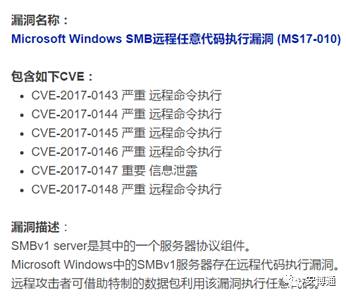 漏洞名称：
Microsoft Windows SMB远程任意代码执行漏洞 (MS17-010)
包含如下CVE：
• CVE-2017-0143 严重 远程命令执行
• CVE-2017-0144 严重 远程命令执行
• CVE-2017-0145 严重 远程命令执行
• CVE-2017-0146 严重 远程命令执行
• CVE-2017-0147 重要 信息泄露
• CVE-2017-0148 严重 远程命令执行
漏洞描述：
SMBv1 server是其中的一个服务器协议组件。
Microsoft Windows中的SMBv1服务器存在远程代码执行漏洞。
远程攻击者可借助特制的数据包利用该漏洞执行任意
安博通